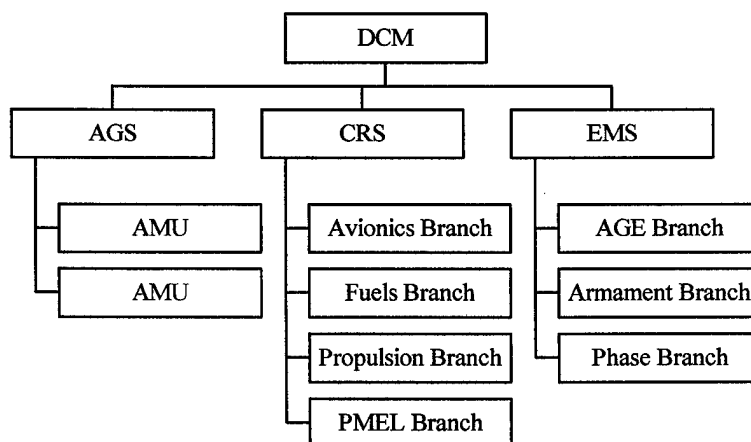 DCM
AGS
CRS
EMS
AMU
AMU
Avionics Branch
Fuels Branch
Propulsion Branch
PMEL Branch
AGE Branch
Armament Branch
Phase Branch